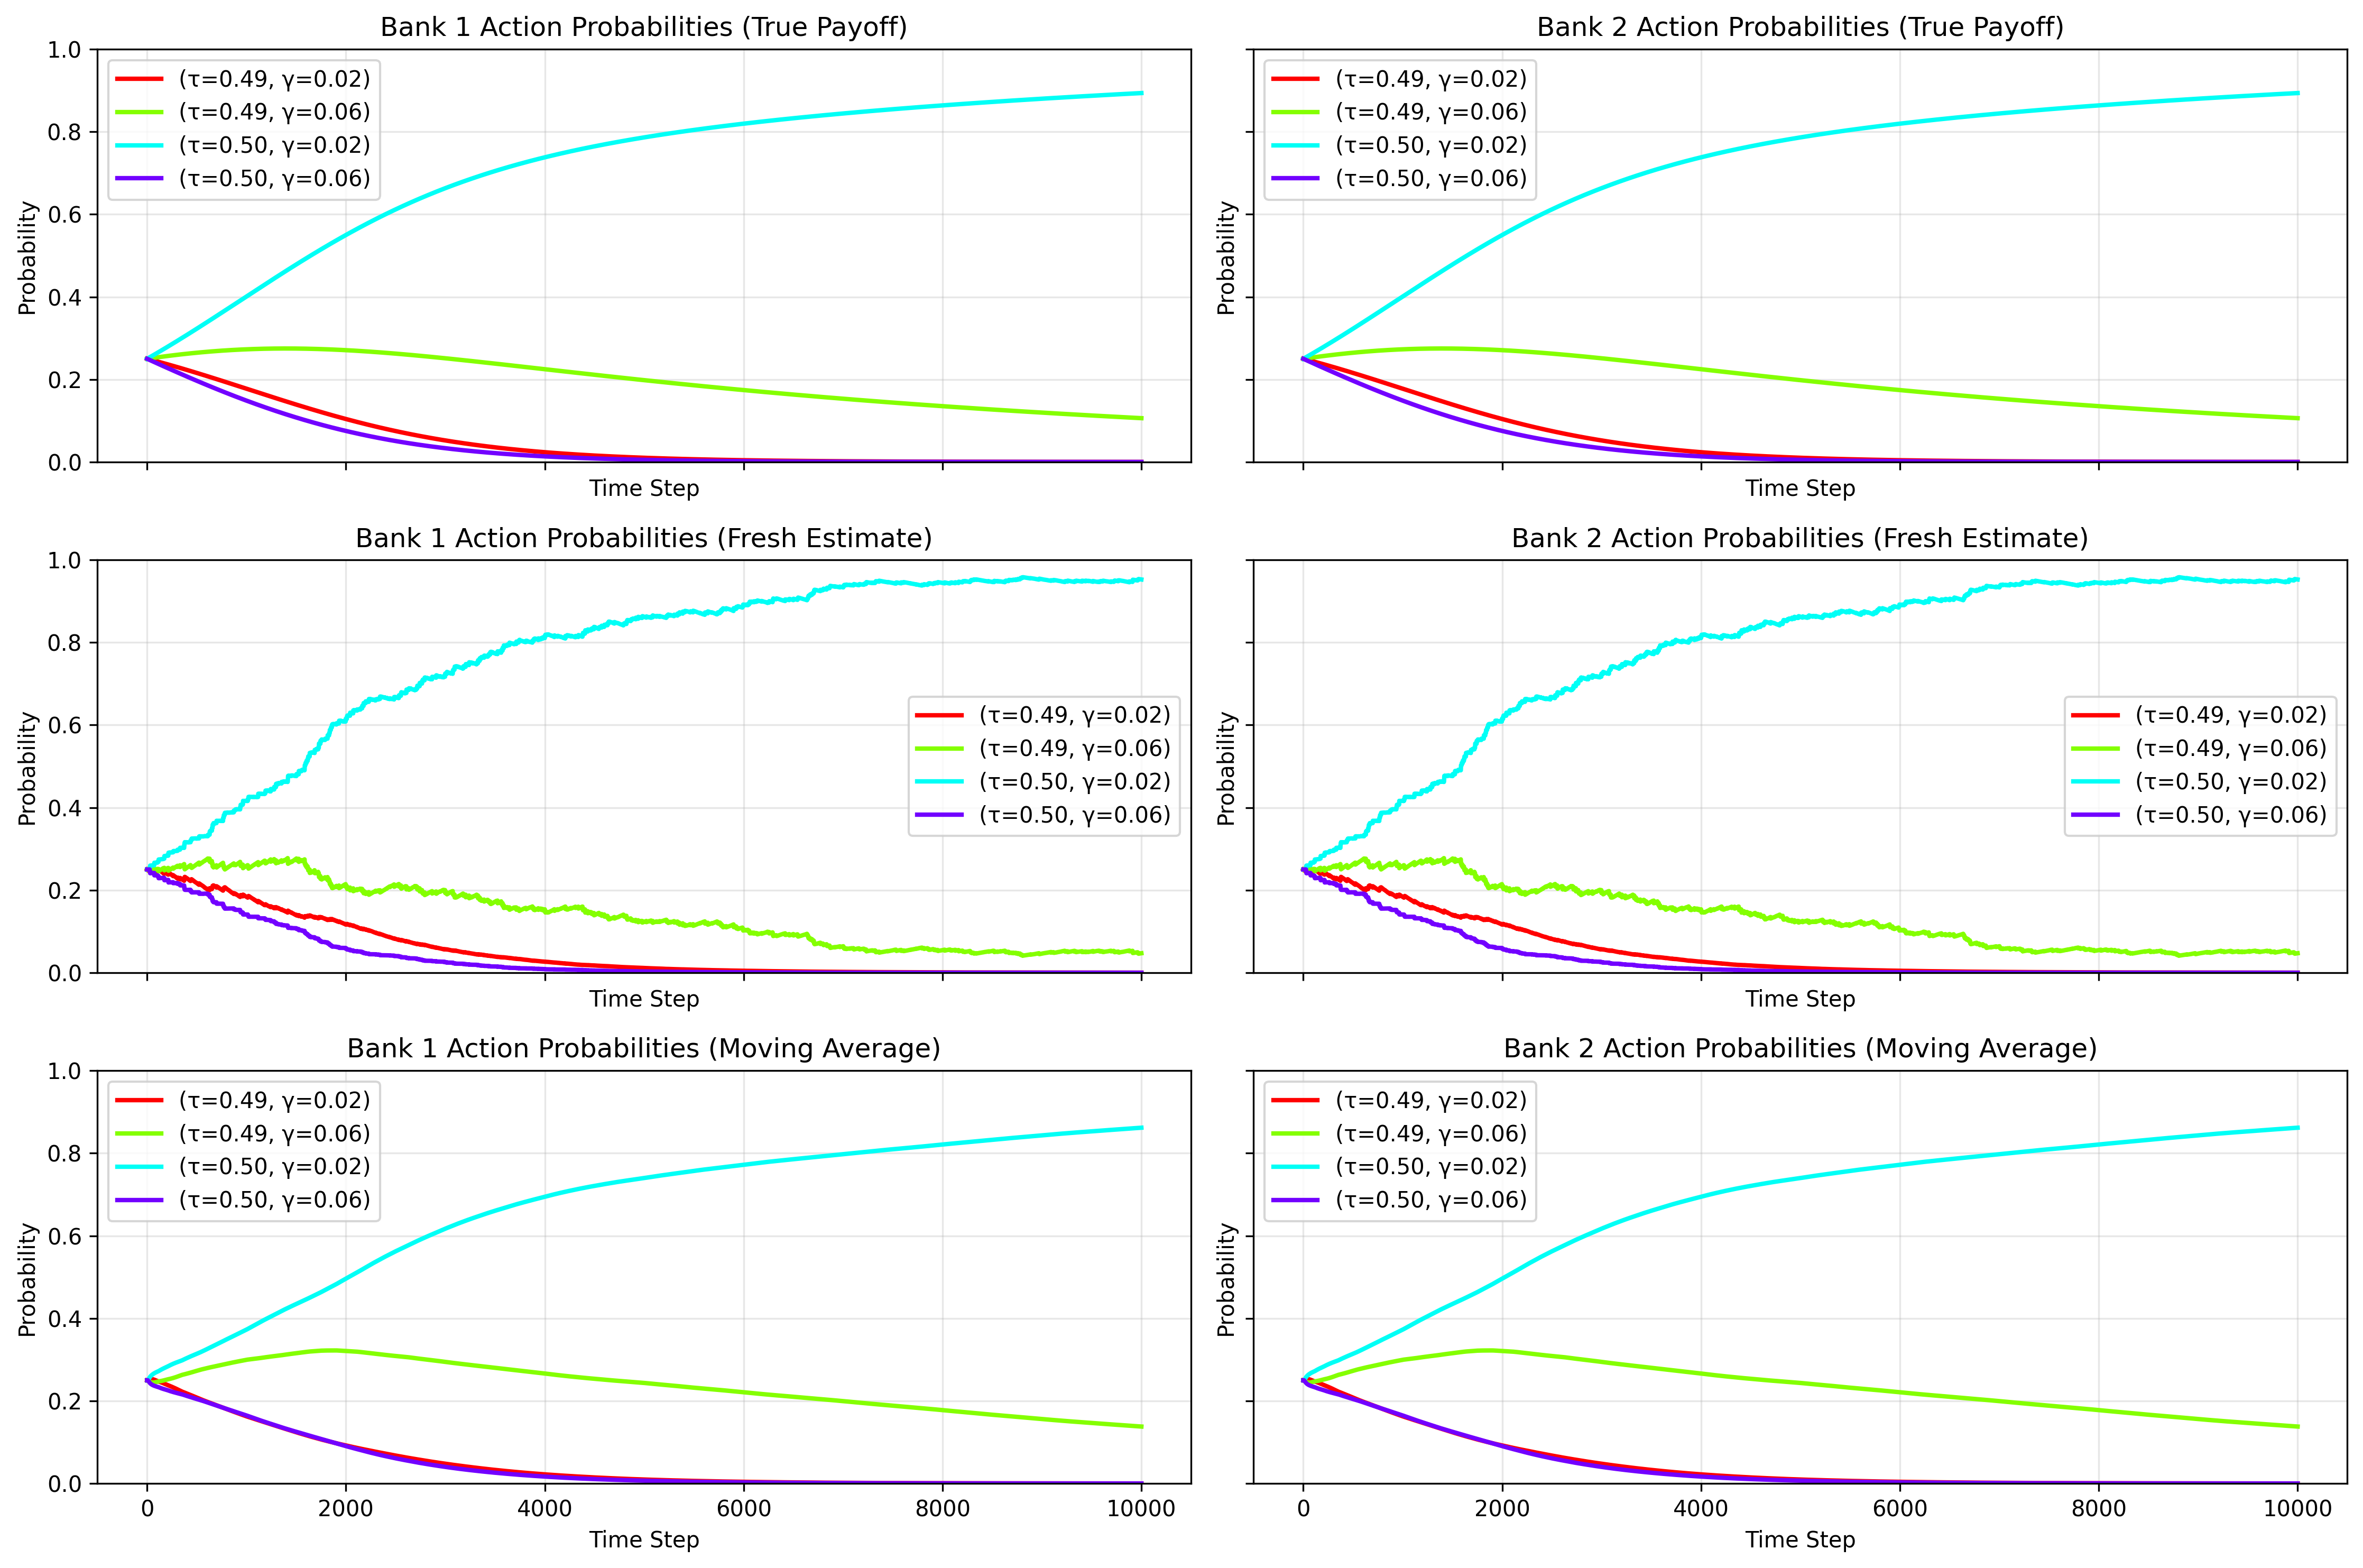 Bank 1 Action Probabilities (True Payoff)
1.0
0.8
0.6
0.4
0.2
0.0
Probability
(τ=0.49, γ=0.02)
(τ=0.49, γ=0.06)
(τ=0.50, γ=0.02)
(τ=0.50, γ=0.06)
Time Step
Bank 2 Action Probabilities (True Payoff)
Probability
(τ=0.49, γ=0.02)
(τ=0.49, γ=0.06)
(τ=0.50, γ=0.02)
(τ=0.50, γ=0.06)
Time Step
Bank 1 Action Probabilities (Fresh Estimate)
1.0
0.8
0.6
0.4
0.2
0.0
Probability
(τ=0.49, γ=0.02)
(τ=0.49, γ=0.06)
(τ=0.50, γ=0.02)
(τ=0.50, γ=0.06)
Time Step
Bank 2 Action Probabilities (Fresh Estimate)
Probability
(τ=0.49, γ=0.02)
(τ=0.49, γ=0.06)
(τ=0.50, γ=0.02)
(τ=0.50, γ=0.06)
Time Step
Bank 1 Action Probabilities (Moving Average)
1.0
0.8
0.6
0.4
0.2
0.0
Probability
(τ=0.49, γ=0.02)
(τ=0.49, γ=0.06)
(τ=0.50, γ=0.02)
(τ=0.50, γ=0.06)
0 2000 4000 6000 8000 10000
Time Step
Bank 2 Action Probabilities (Moving Average)
Probability
(τ=0.49, γ=0.02)
(τ=0.49, γ=0.06)
(τ=0.50, γ=0.02)
(τ=0.50, γ=0.06)
0 2000 4000 6000 8000 10000
Time Step